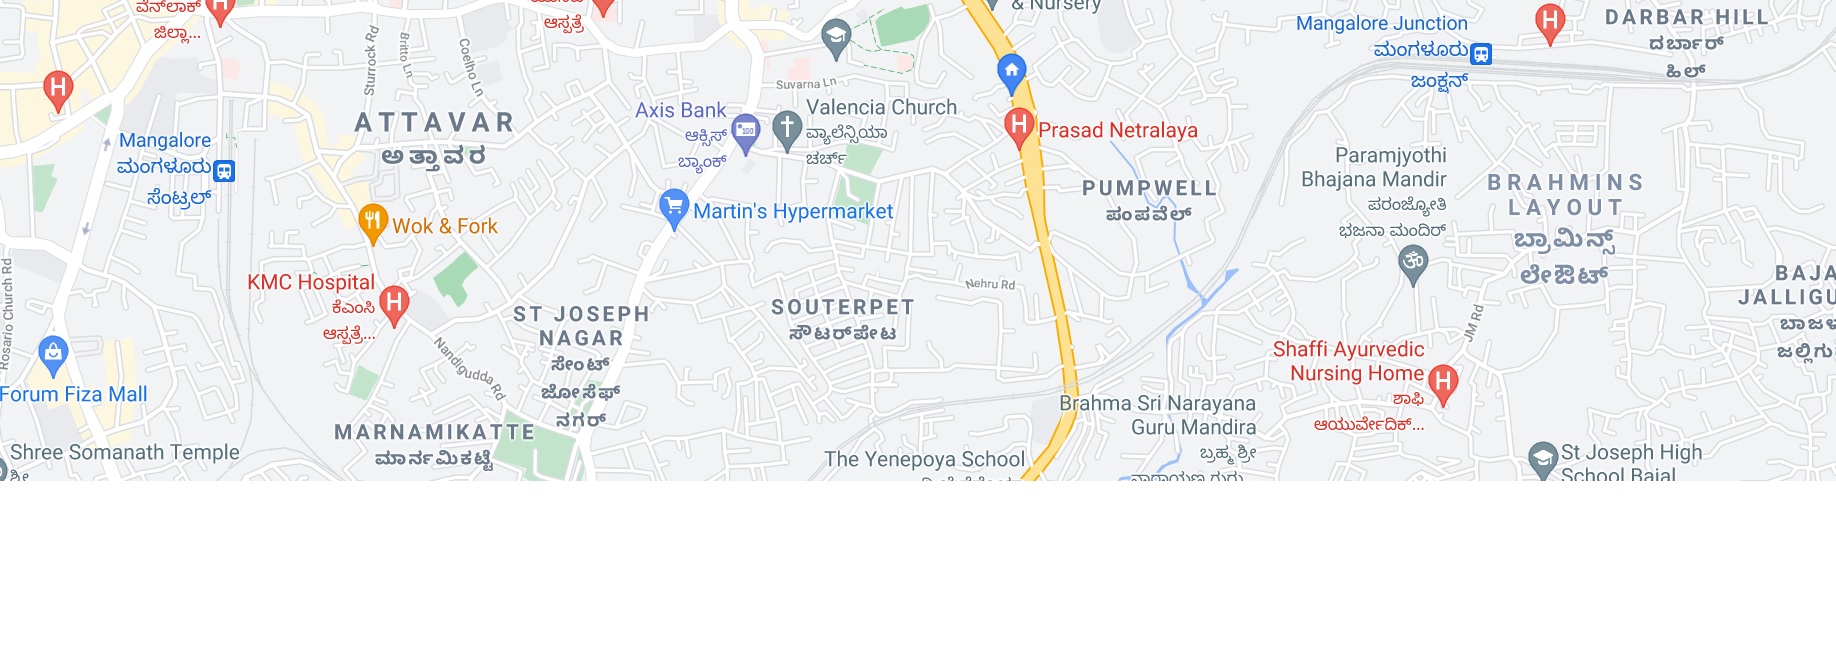 ವೆನ್‌ಲಾಕ್
ಜಿಲ್ಲಾ...
ಆಸ್ಪತ್ರೆ
& Nursery
Mangalore Junction
ಮಂಗಳೂರು
ಜಂಕ್ಷನ್
DARBAR HILL
ದರ್ಬಾರ್
ಹಿಲ್
Sturrock Rd
Britto Ln
Coelho Ln
Suvarna Ln
ATTAVAR
ಅತ್ತಾವರ
Axis Bank
ಆಕ್ಸಿಸ್
ಬ್ಯಾಂಕ್
Valencia Church
ವ್ಯಾಲೆನ್ಸಿಯಾ
ಚರ್ಚ್
Prasad Netralaya
Mangalore
ಮಂಗಳೂರು
ಸೆಂಟ್ರಲ್
Paramjyothi
Bhajana Mandir
ಪರಂಜ್ಯೋತಿ
ಭಜನಾ ಮಂದಿರ್
BRAHMINS
LAYOUT
ಬ್ರಾಮಿನ್ಸ್
ಲೇಔಟ್
PUMPWELL
ಪಂಪವೆಲ್
Martin's Hypermarket
Wok & Fork
KMC Hospital
ಕೆಎಂಸಿ
ಆಸ್ಪತ್ರೆ...
Nehru Rd
Rosario Church Rd
ST JOSEPH
NAGAR
ಸೇಂಟ್
ಜೋಸೆಫ್
ನಗರ್
SOUTERPET
ಸೌಟರ್‌ಪೇಟ
BAJA
JALLIGU
ಬಾಜಳ
ಜಲ್ಲಿಗು
JM Rd
Nandigudda Rd
Shaffi Ayurvedic
Nursing Home
ಶಾಫಿ
ಆಯುರ್ವೇದಿಕ್...
Forum Fiza Mall
Brahma Sri Narayana
Guru Mandira
ಬ್ರಹ್ಮ ಶ್ರೀ
ನಾರಾಯಣ ಗುರು
MARNAMIKATTE
ಮಾರ್ನಮಿಕಟ್ಟೆ
Shree Somanath Temple
ಶ್ರೀ
The Yenepoya School
St Joseph High
School Bajal